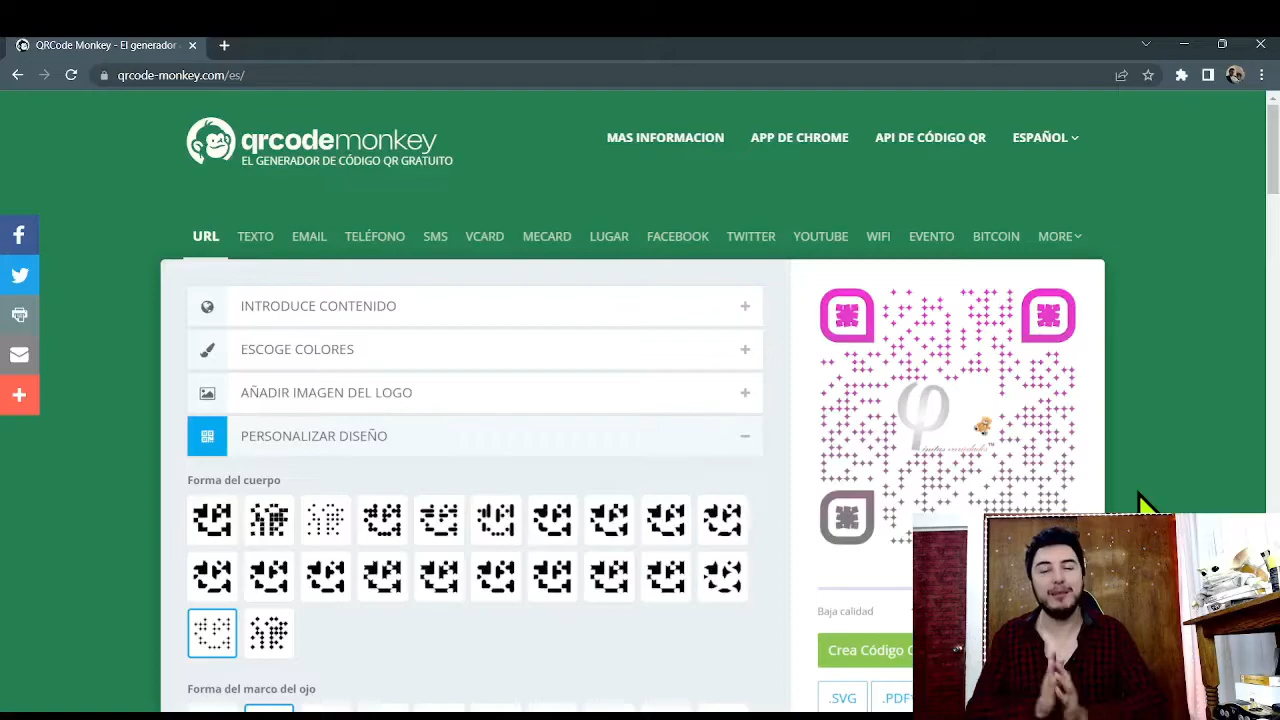 QRCode Monkey - El generador
qrcode-monkey.com/es/
qrcodemonkey
EL GENERADOR DE CÓDIGO QR GRATUITO
MAS INFORMACION
APP DE CHROME
API DE CÓDIGO QR
ESPAÑOL
URL
TEXTO
EMAIL
TELÉFONO
SMS
VCARD
MECARD
LUGAR
FACEBOOK
TWITTER
YOUTUBE
WIFI
EVENTO
BITCOIN
MORE
INTRODUCE CONTENIDO
ESCOGE COLORES
AÑADIR IMAGEN DEL LOGO
PERSONALIZAR DISEÑO
Forma del cuerpo
Forma del marco del ojo
Baja calidad
Crea Código
.SVG
.PDF